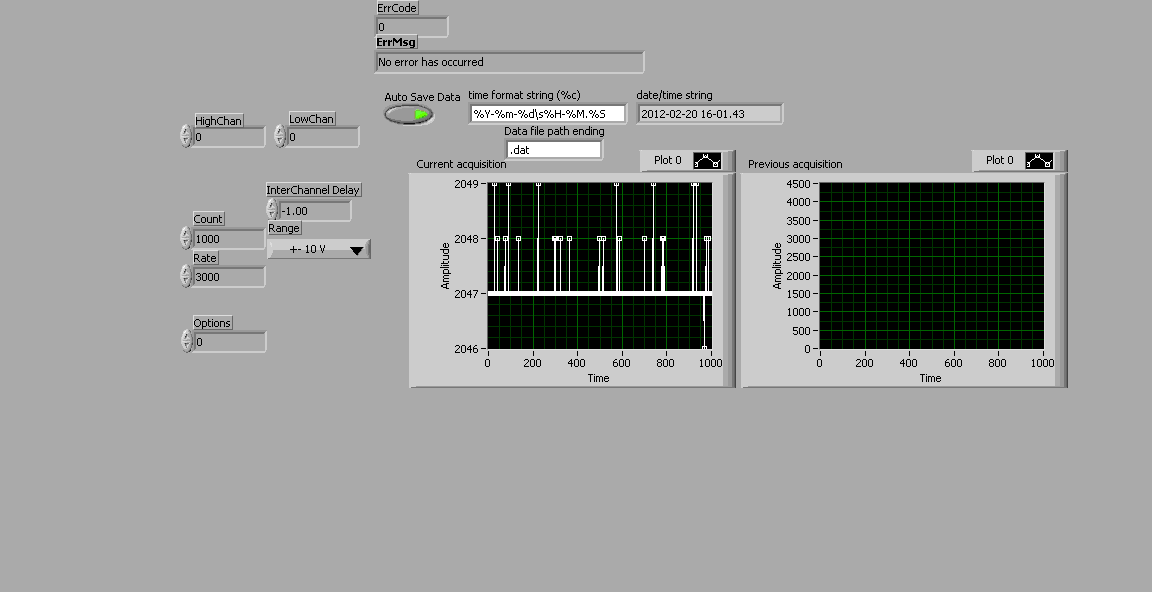 ErrCode
0
ErrMsg
No error has occurred
Auto Save Data
time format string (%c)
date/time string
%Y-%m-%d\s%H-%M.%S
2012-02-20 16-01.43
HighChan
LowChan
0
0
Data file path ending
.dat
Current acquisition
Plot 0
Previous acquisition
Plot 0
InterChannel Delay
-1.00
Count
1000
Range
+- 10 V
Rate
3000
Options
0
2049
2048
2047
2046
Amplitude
0 200 400 600 800 1000
Time
4500
4000
3500
3000
2500
2000
1500
1000
500
0
Amplitude
0 200 400 600 800 1000
Time